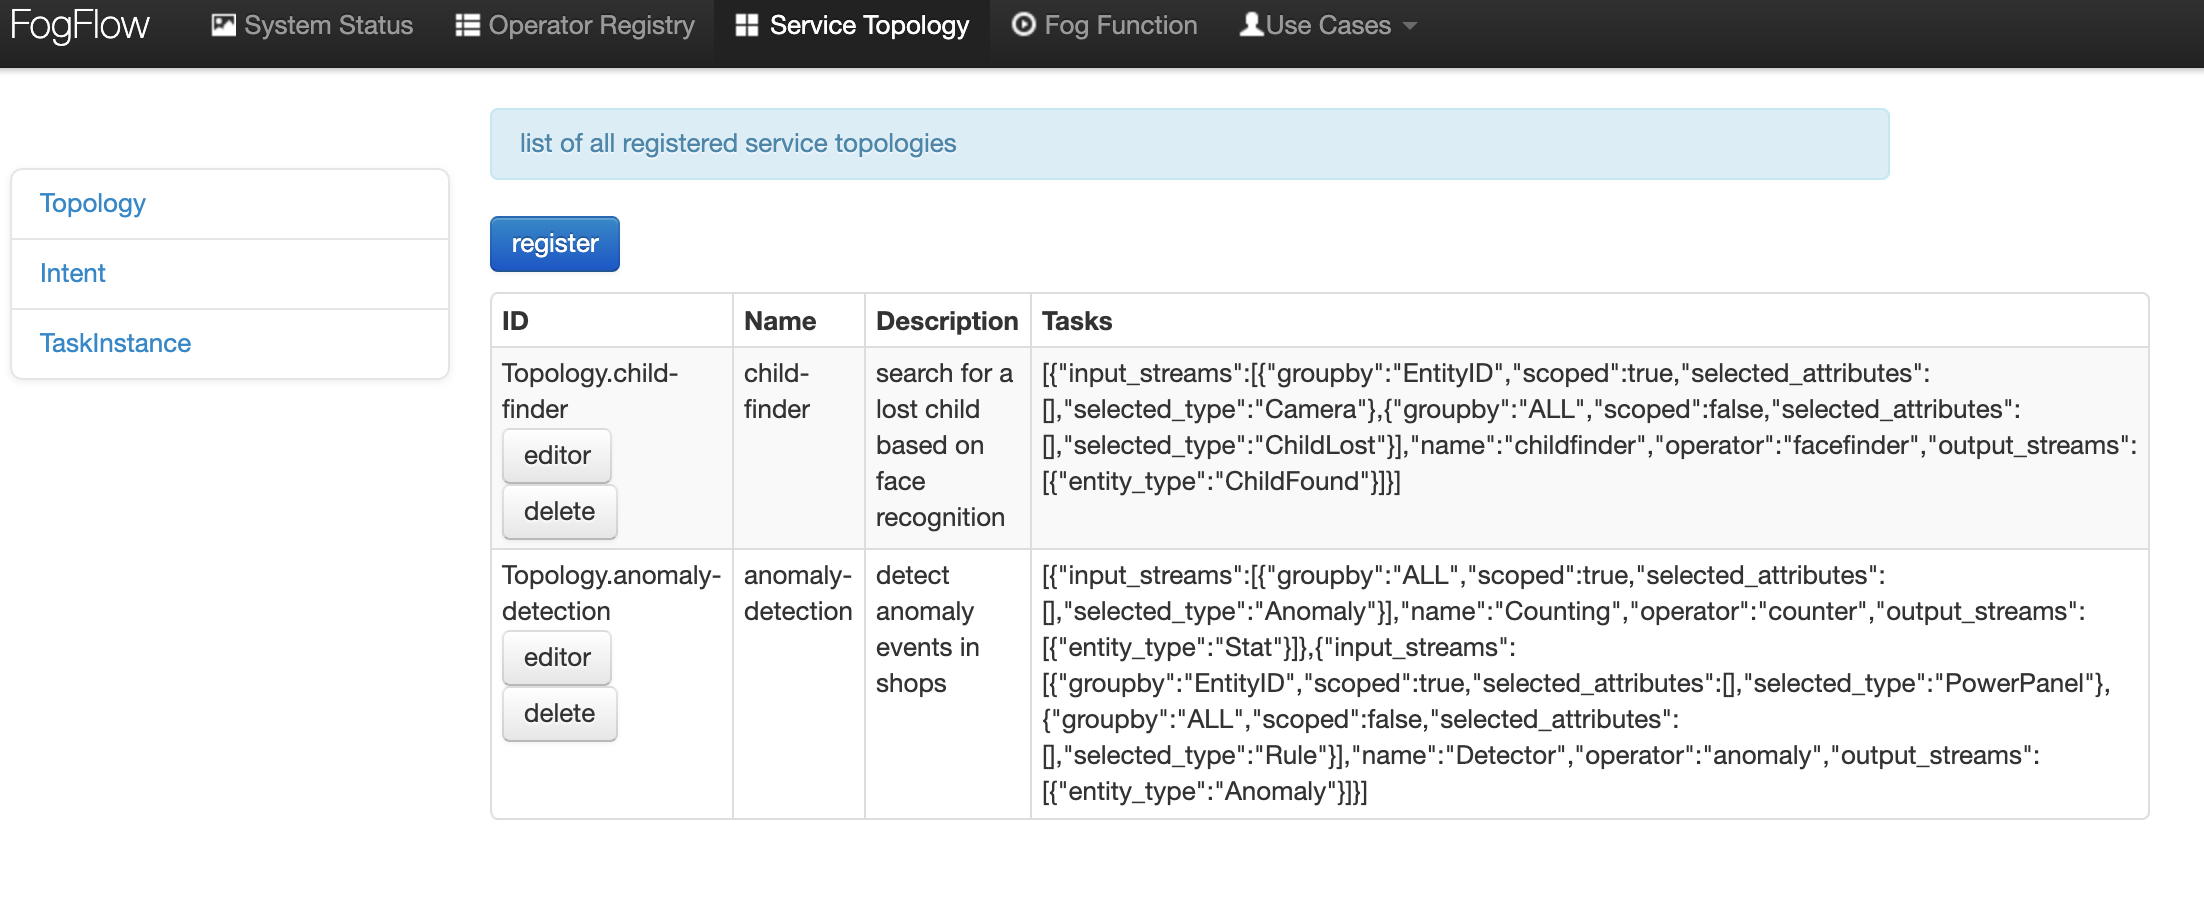 FogFlow System Status Operator Registry Service Topology Fog Function Use Cases
list of all registered service topologies
Topology
Intent
TaskInstance
register
ID Name Description Tasks
Topology.child-
finder
editor
delete
child-
finder
search for a
lost child
based on
face
recognition
[{"input_streams":[{"groupby":"EntityID","scoped":true,"selected_attributes":
[],"selected_type":"Camera"},{"groupby":"ALL","scoped":false,"selected_attributes":
[],"selected_type":"ChildLost"}],"name":"childfinder","operator":"facefinder","output_streams":
[{"entity_type":"ChildFound"}]}]
Topology.anomaly-
detection
editor
delete
anomaly-
detection
detect
anomaly
events in
shops
[{"input_streams":[{"groupby":"ALL","scoped":true,"selected_attributes":
[],"selected_type":"Anomaly"}],"name":"Counting","operator":"counter","output_streams":
[{"entity_type":"Stat"}]},{"input_streams":
[{"groupby":"EntityID","scoped":true,"selected_attributes":[],"selected_type":"PowerPanel"},
{"groupby":"ALL","scoped":false,"selected_attributes":
[],"selected_type":"Rule"}],"name":"Detector","operator":"anomaly","output_streams":
[{"entity_type":"Anomaly"}]}]